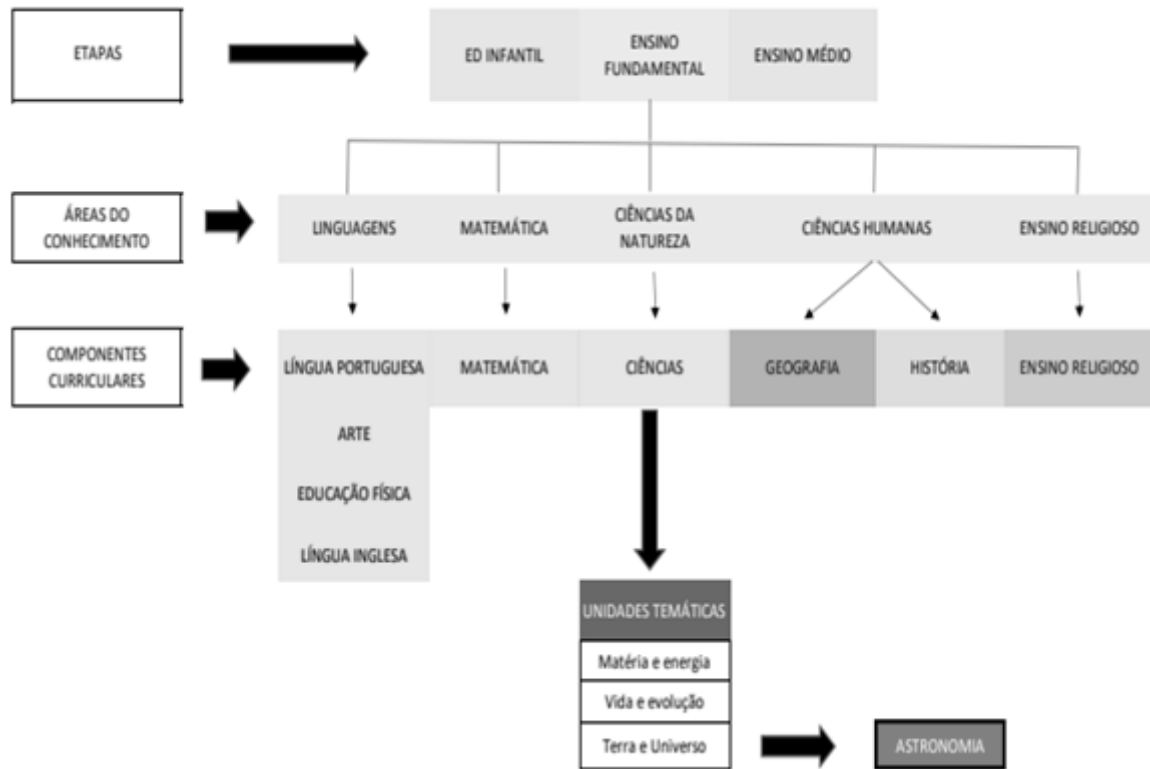 ETAPAS
ED INFANTIL
ENSINO
FUNDAMENTAL
ENSINO MÉDIO
ÁREAS DO
CONHECIMENTO
LINGUAGENS
MATEMÁTICA
CIÊNCIAS DA
NATUREZA
CIÊNCIAS HUMANAS
ENSINO RELIGIOSO
COMPONENTES
CURRICULARES
LÍNGUA PORTUGUESA
MATEMÁTICA
CIÊNCIAS
GEOGRAFIA
HISTÓRIA
ENSINO RELIGIOSO
ARTE
EDUCAÇÃO FÍSICA
LÍNGUA INGLESA
UNIDADES TEMÁTICAS
Matéria e energia
Vida e evolução
Terra e Universo
ASTRONOMIA